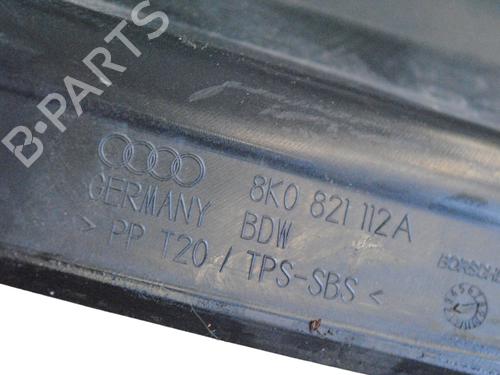 B-PARTS
8K0 821 112A
GERMANY BDW
> PP T20 / TPS-SBS <